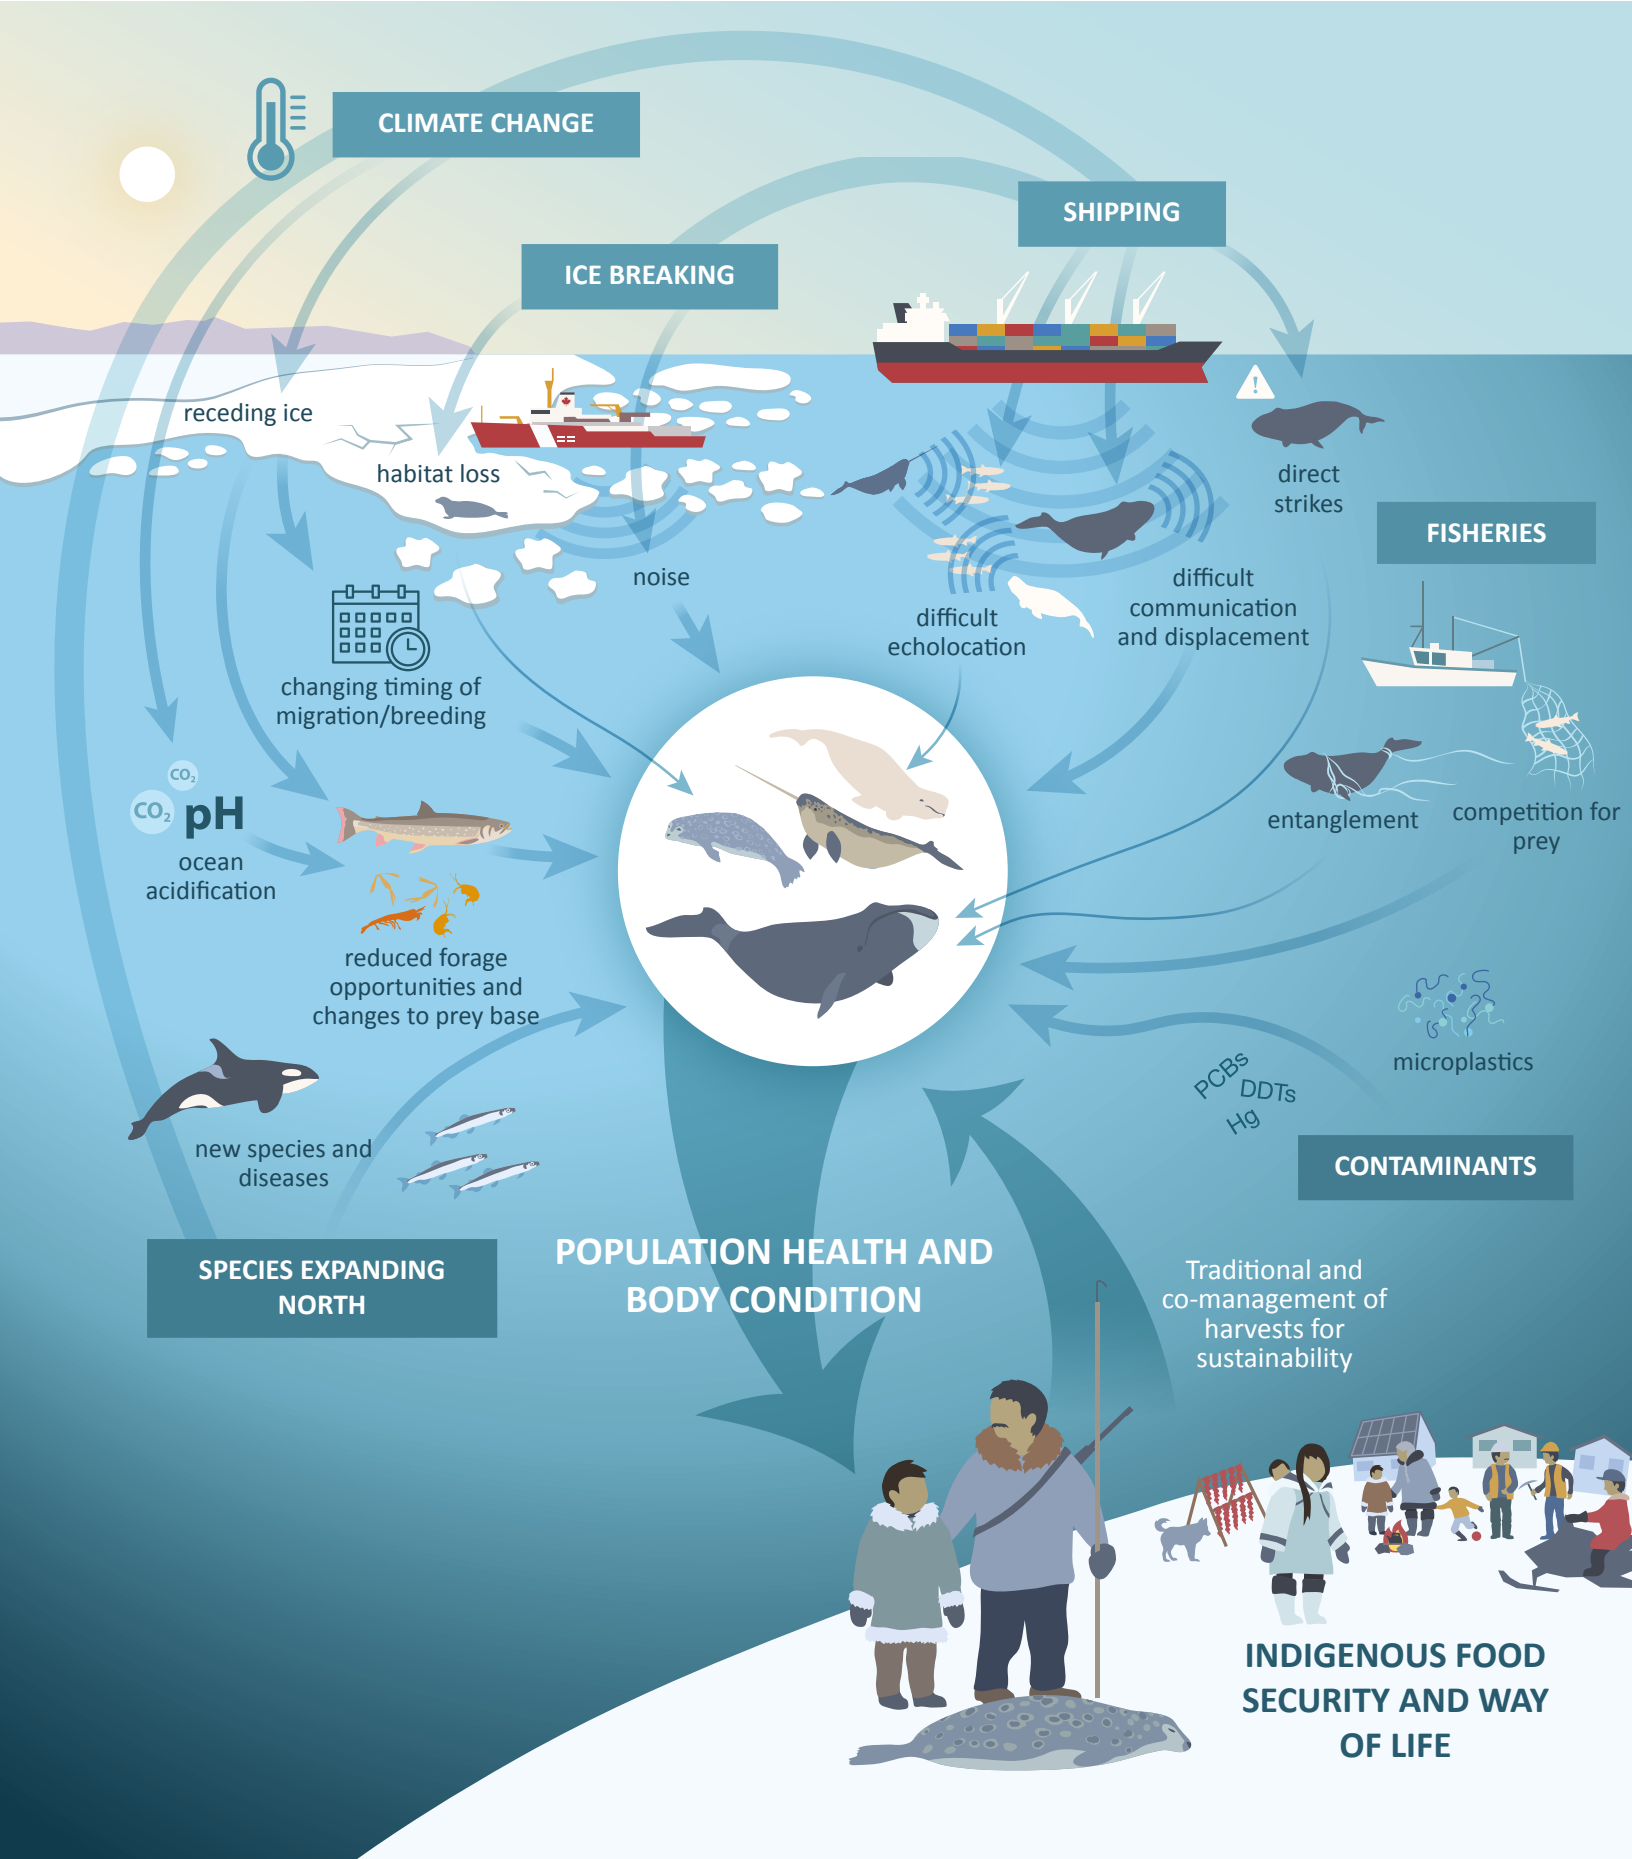 CLIMATE CHANGE
SHIPPING
ICE BREAKING
receding ice
habitat loss
noise
!
direct
strikes
FISHERIES
difficult
echolocation
difficult
communication
and displacement
changing timing of
migration/breeding
CO₂
CO₂
pH
ocean
acidification
entanglement
competition for
prey
reduced forage
opportunities and
changes to prey base
microplastics
PCBs
DDTs
Hg
new species and
diseases
CONTAMINANTS
SPECIES EXPANDING
NORTH
POPULATION HEALTH AND
BODY CONDITION
Traditional and
co-management of
harvests for
sustainability
INDIGENOUS FOOD
SECURITY AND WAY
OF LIFE